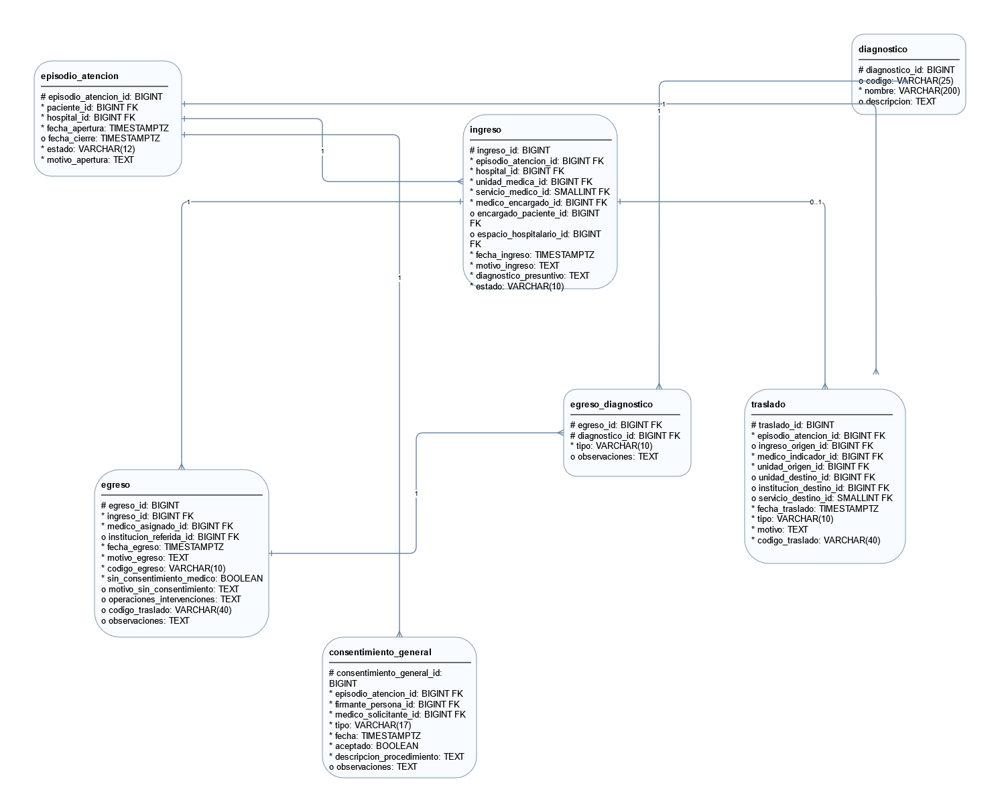 episodio_atencion
# episodio_atencion_id: BIGINT
* paciente_id: BIGINT FK
* hospital_id: BIGINT FK
* fecha_apertura: TIMESTAMPTZ
o fecha_cierre: TIMESTAMPTZ
* estado: VARCHAR(12)
* motivo_apertura: TEXT
diagnostico
# diagnostico_id: BIGINT
o codigo: VARCHAR(25)
* nombre: VARCHAR(200)
o descripcion: TEXT
1
1
1
ingreso
# ingreso_id: BIGINT
* episodio_atencion_id: BIGINT FK
* hospital_id: BIGINT FK
* unidad_medica_id: BIGINT FK
* servicio_medico_id: SMALLINT FK
* medico_encargado_id: BIGINT FK
o encargado_paciente_id: BIGINT
FK
o espacio_hospitalario_id: BIGINT
FK
* fecha_ingreso: TIMESTAMPTZ
* motivo_ingreso: TEXT
* diagnostico_presuntivo: TEXT
* estado: VARCHAR(10)
1
0..1
1
egreso_diagnostico
# egreso_id: BIGINT FK
# diagnostico_id: BIGINT FK
* tipo: VARCHAR(10)
o observaciones: TEXT
traslado
# traslado_id: BIGINT
* episodio_atencion_id: BIGINT FK
o ingreso_origen_id: BIGINT FK
* medico_indicador_id: BIGINT FK
* unidad_origen_id: BIGINT FK
o unidad_destino_id: BIGINT FK
o institucion_destino_id: BIGINT FK
o servicio_destino_id: SMALLINT FK
* fecha_traslado: TIMESTAMPTZ
* tipo: VARCHAR(10)
* motivo: TEXT
* codigo_traslado: VARCHAR(40)
1
egreso
# egreso_id: BIGINT
* ingreso_id: BIGINT FK
* medico_asignado_id: BIGINT FK
o institucion_referida_id: BIGINT FK
* fecha_egreso: TIMESTAMPTZ
* motivo_egreso: TEXT
* codigo_egreso: VARCHAR(10)
* sin_consentimiento_medico: BOOLEAN
o motivo_sin_consentimiento: TEXT
o operaciones_intervenciones: TEXT
o codigo_traslado: VARCHAR(40)
o observaciones: TEXT
consentimiento_general
# consentimiento_general_id:
BIGINT
* episodio_atencion_id: BIGINT FK
* firmante_persona_id: BIGINT FK
* medico_solicitante_id: BIGINT FK
* tipo: VARCHAR(17)
* fecha: TIMESTAMPTZ
* aceptado: BOOLEAN
* descripcion_procedimiento: TEXT
o observaciones: TEXT